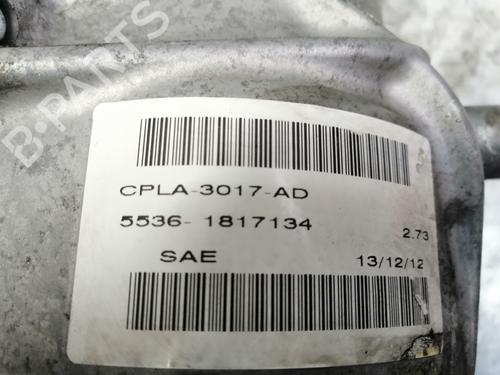 B-PARTS
CPLA-3017-AD
5536- 1817134
2.73
SAE
13/12/12